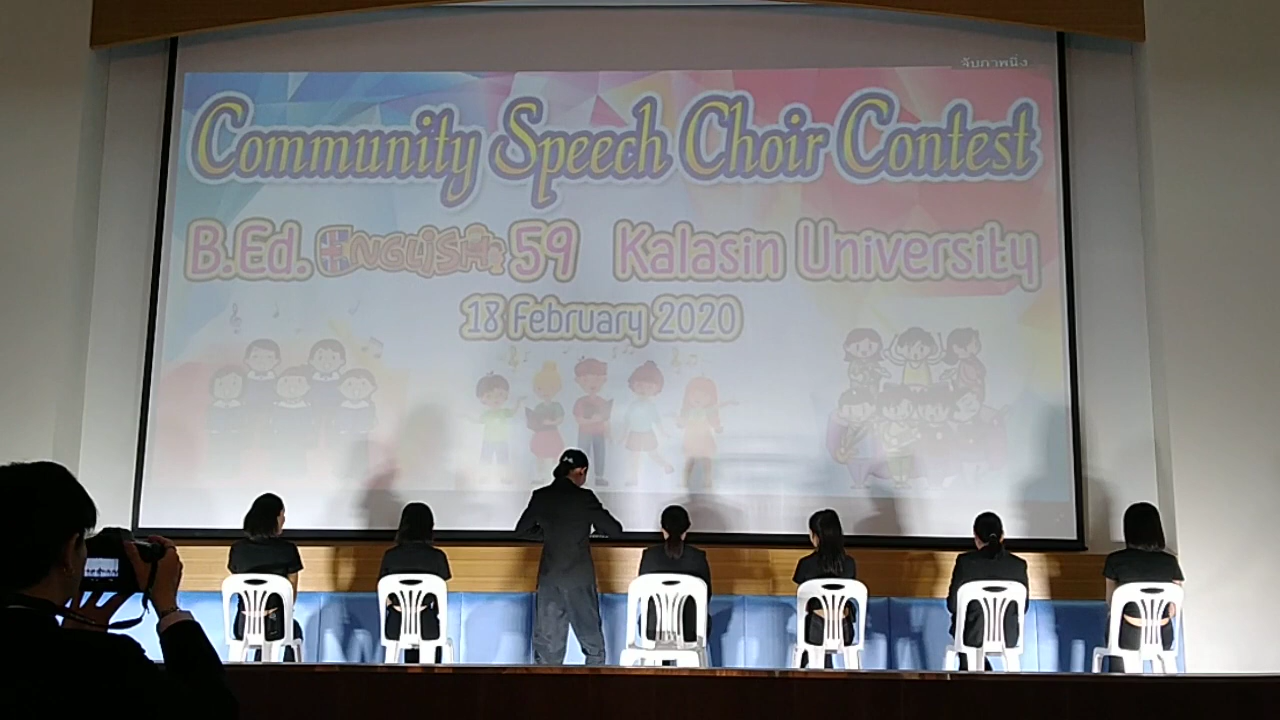 จับภาพนิ่ง
Community Speech Choir Contest
B.Ed. ENGLISH 59 Kalasin University
18 February 2020